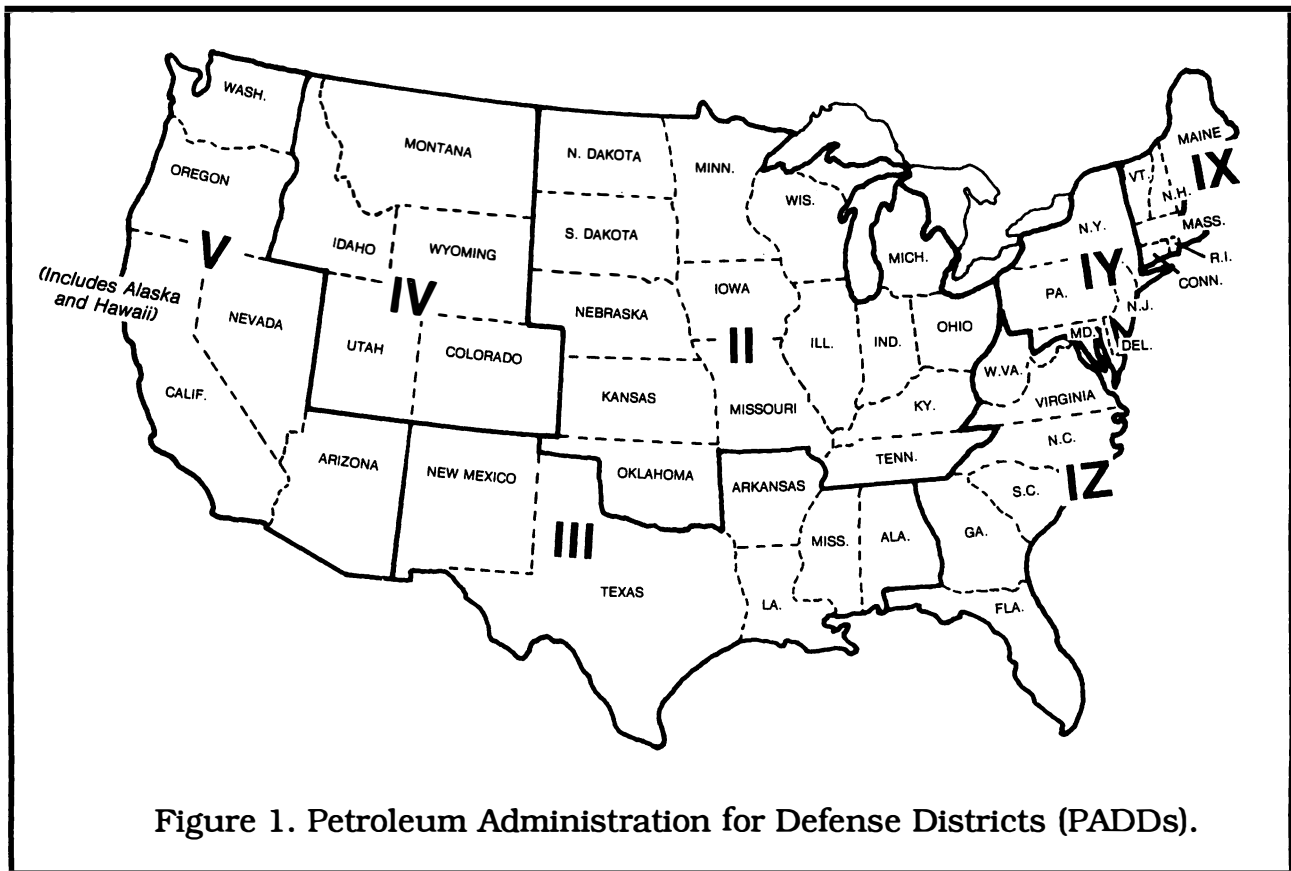 WASH.
MONTANA
N. DAKOTA
MINN.
MAINE
OREGON
VT.
IX
N.H.
WIS.
IDAHO
WYOMING
S. DAKOTA
MICH.
N.Y.
MASS.
V
R.I.
(Includes Alaska
and Hawaii)
IV
IY
CONN.
NEVADA
NEBRASKA
IOWA
PA.
N.J.
UTAH
COLORADO
II
ILL.
IND.
OHIO
MD.
DEL.
CALIF.
KANSAS
MISSOURI
KY.
W.VA.
VIRGINIA
ARIZONA
NEW MEXICO
OKLAHOMA
ARKANSAS
TENN.
N.C.
S.C.
IZ
III
MISS.
ALA.
GA.
TEXAS
LA.
FLA.
Figure 1. Petroleum Administration for Defense Districts (PADDs).